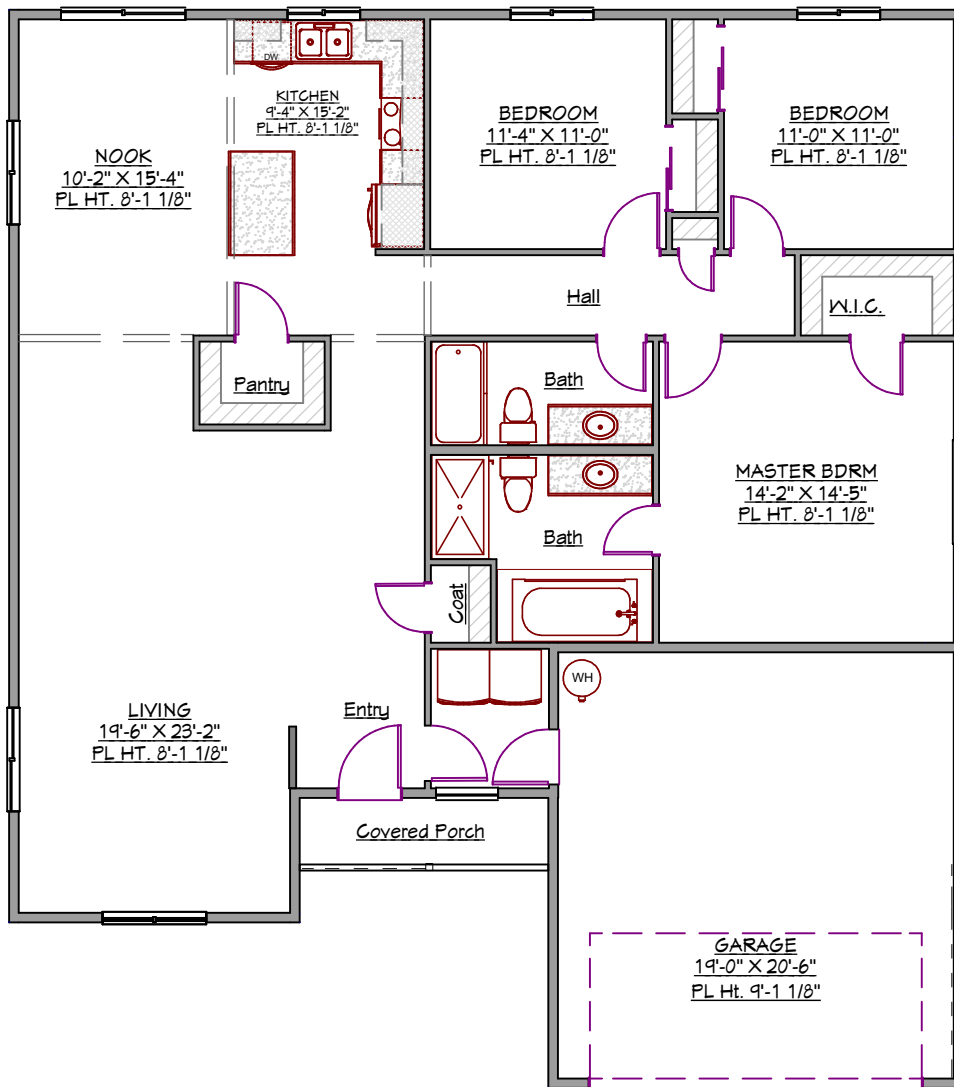 DW
KITCHEN
9'-4" X 15'-2"
PL HT. 8'-1 1/8"
BEDROOM
11'-4" X 11'-0"
PL HT. 8'-1 1/8"
BEDROOM
11'-0" X 11'-0"
PL HT. 8'-1 1/8"
NOOK
10'-2" X 15'-4"
PL HT. 8'-1 1/8"
Hall
W.I.C.
Pantry
Bath
MASTER BDRM
14'-2" X 14'-5"
PL HT. 8'-1 1/8"
Bath
Coat
WH
LIVING
19'-6" X 23'-2"
PL HT. 8'-1 1/8"
Entry
Covered Porch
GARAGE
19'-0" X 20'-6"
PL Ht. 9'-1 1/8"